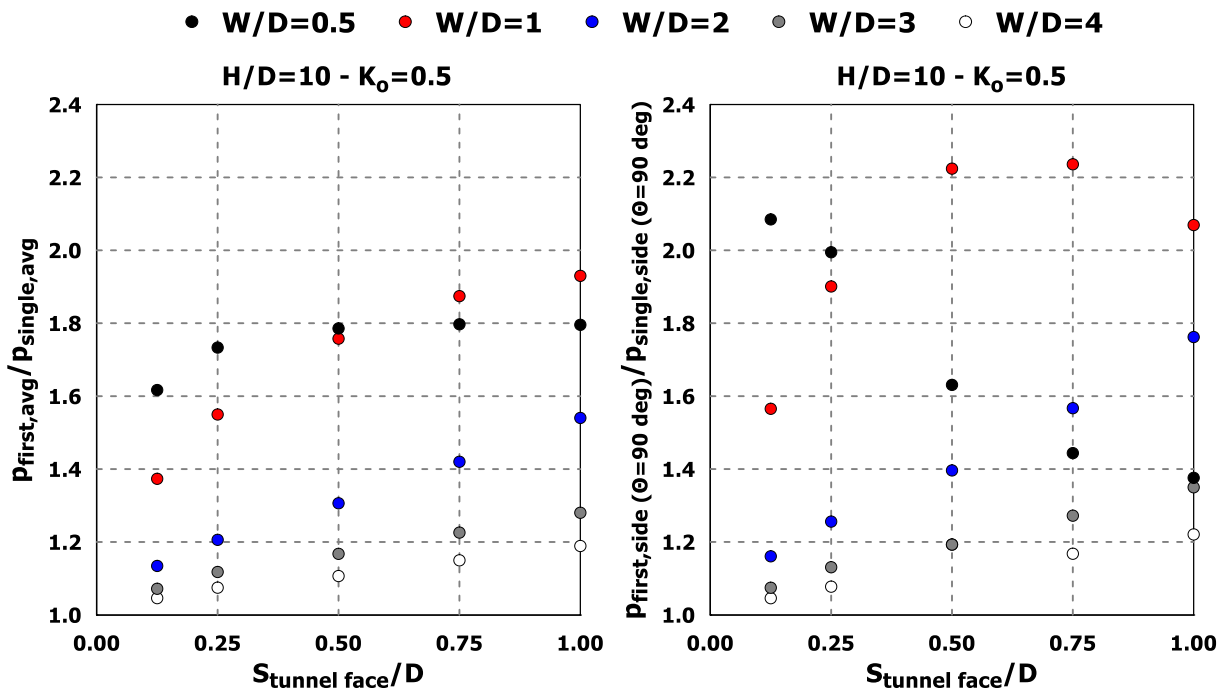 W/D=0.5 W/D=1 W/D=2 W/D=3 W/D=4
H/D=10 - Ko=0.5
pfirst,avg/psingle,avg
2.4
2.2
2.0
1.8
1.6
1.4
1.2
1.0
0.00 0.25 0.50 0.75 1.00
Stunnel face/D
H/D=10 - Ko=0.5
pfirst,side (Θ=90 deg)/psingle,side (Θ=90 deg)
2.4
2.2
2.0
1.8
1.6
1.4
1.2
1.0
0.00 0.25 0.50 0.75 1.00
Stunnel face/D